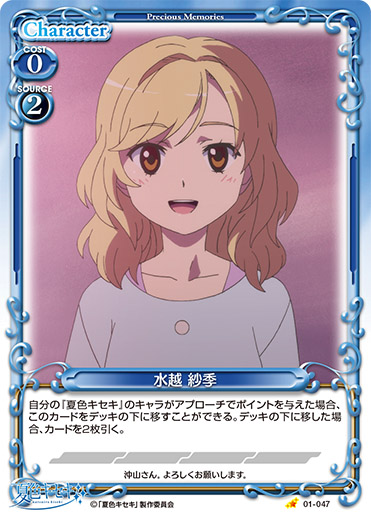 Precious Memories
Character
COST
0
SOURCE
2
水越 紗季
自分の『夏色キセキ』のキャラがアプローチでポイントを与えた場合、
このカードをデッキの下に移すことができる。デッキの下に移した場
合、カードを2枚引く。
沖山さん。よろしくお願いします。
夏色キセキ
©「夏色キセキ」製作委員会
01-047